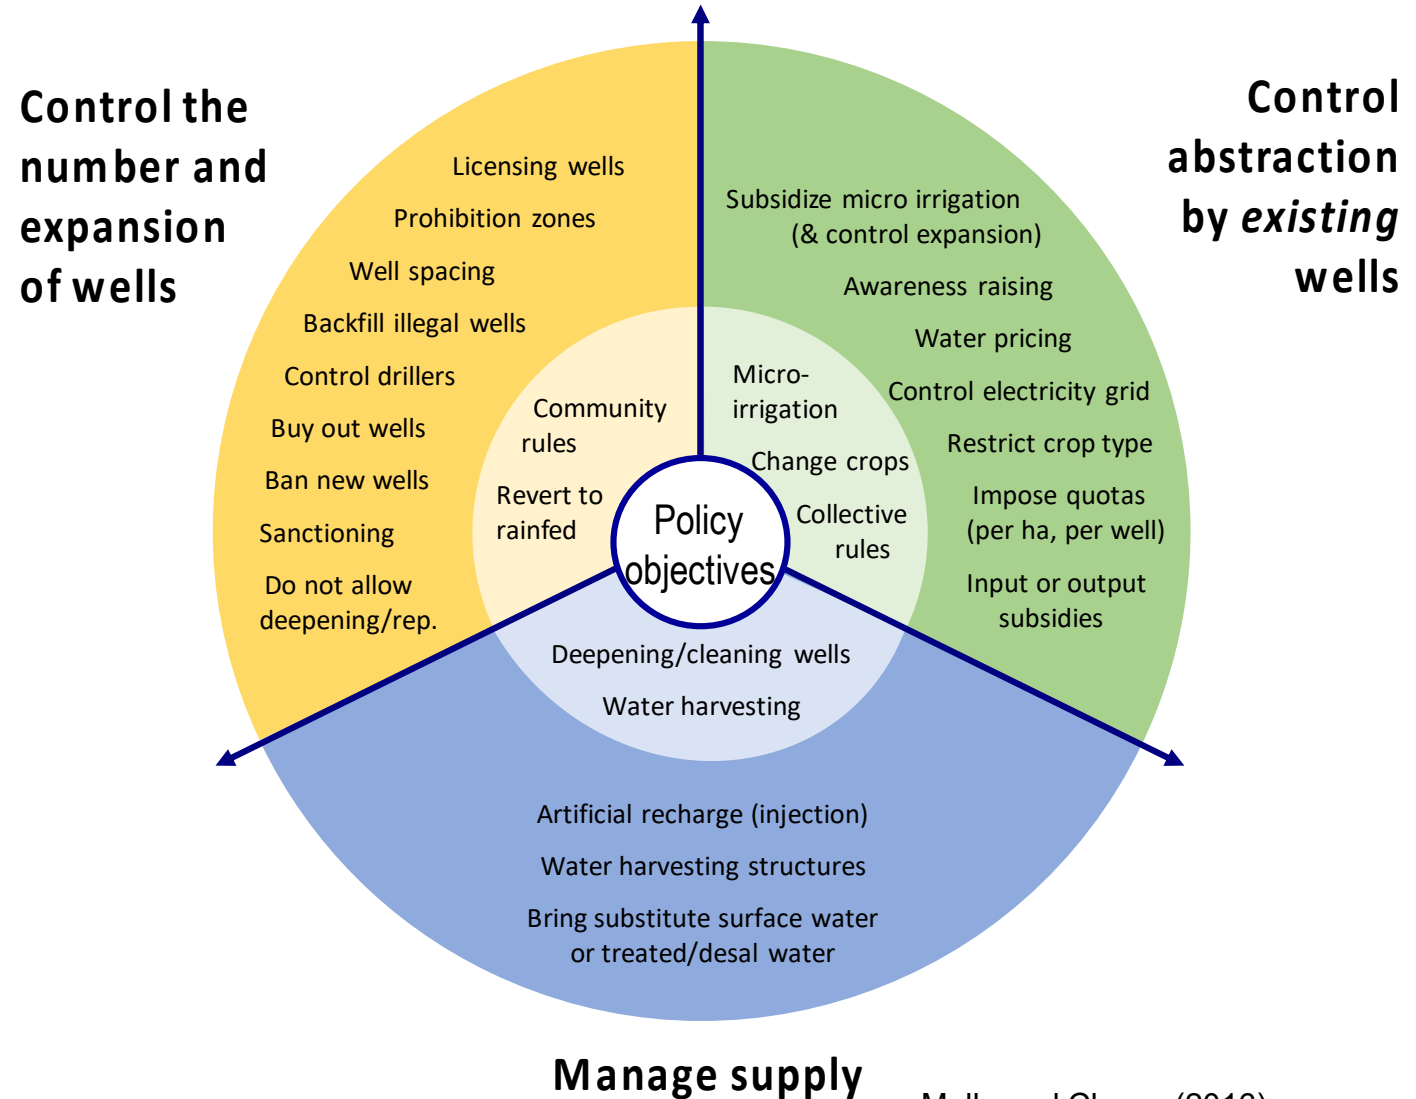 Control the
number and
expansion
of wells
Control
abstraction
by existing
wells
Licensing wells
Prohibition zones
Well spacing
Backfill illegal wells
Control drillers
Buy out wells
Ban new wells
Sanctioning
Do not allow
deepening/rep.
Community
rules
Revert to
rainfed
Subsidize micro irrigation
(& control expansion)
Awareness raising
Water pricing
Control electricity grid
Restrict crop type
Impose quotas
(per ha, per well)
Input or output
subsidies
Micro-
irrigation
Change crops
Collective
rules
Policy
objectives
Deepening/cleaning wells
Water harvesting
Artificial recharge (injection)
Water harvesting structures
Bring substitute surface water
or treated/desal water
Manage supply